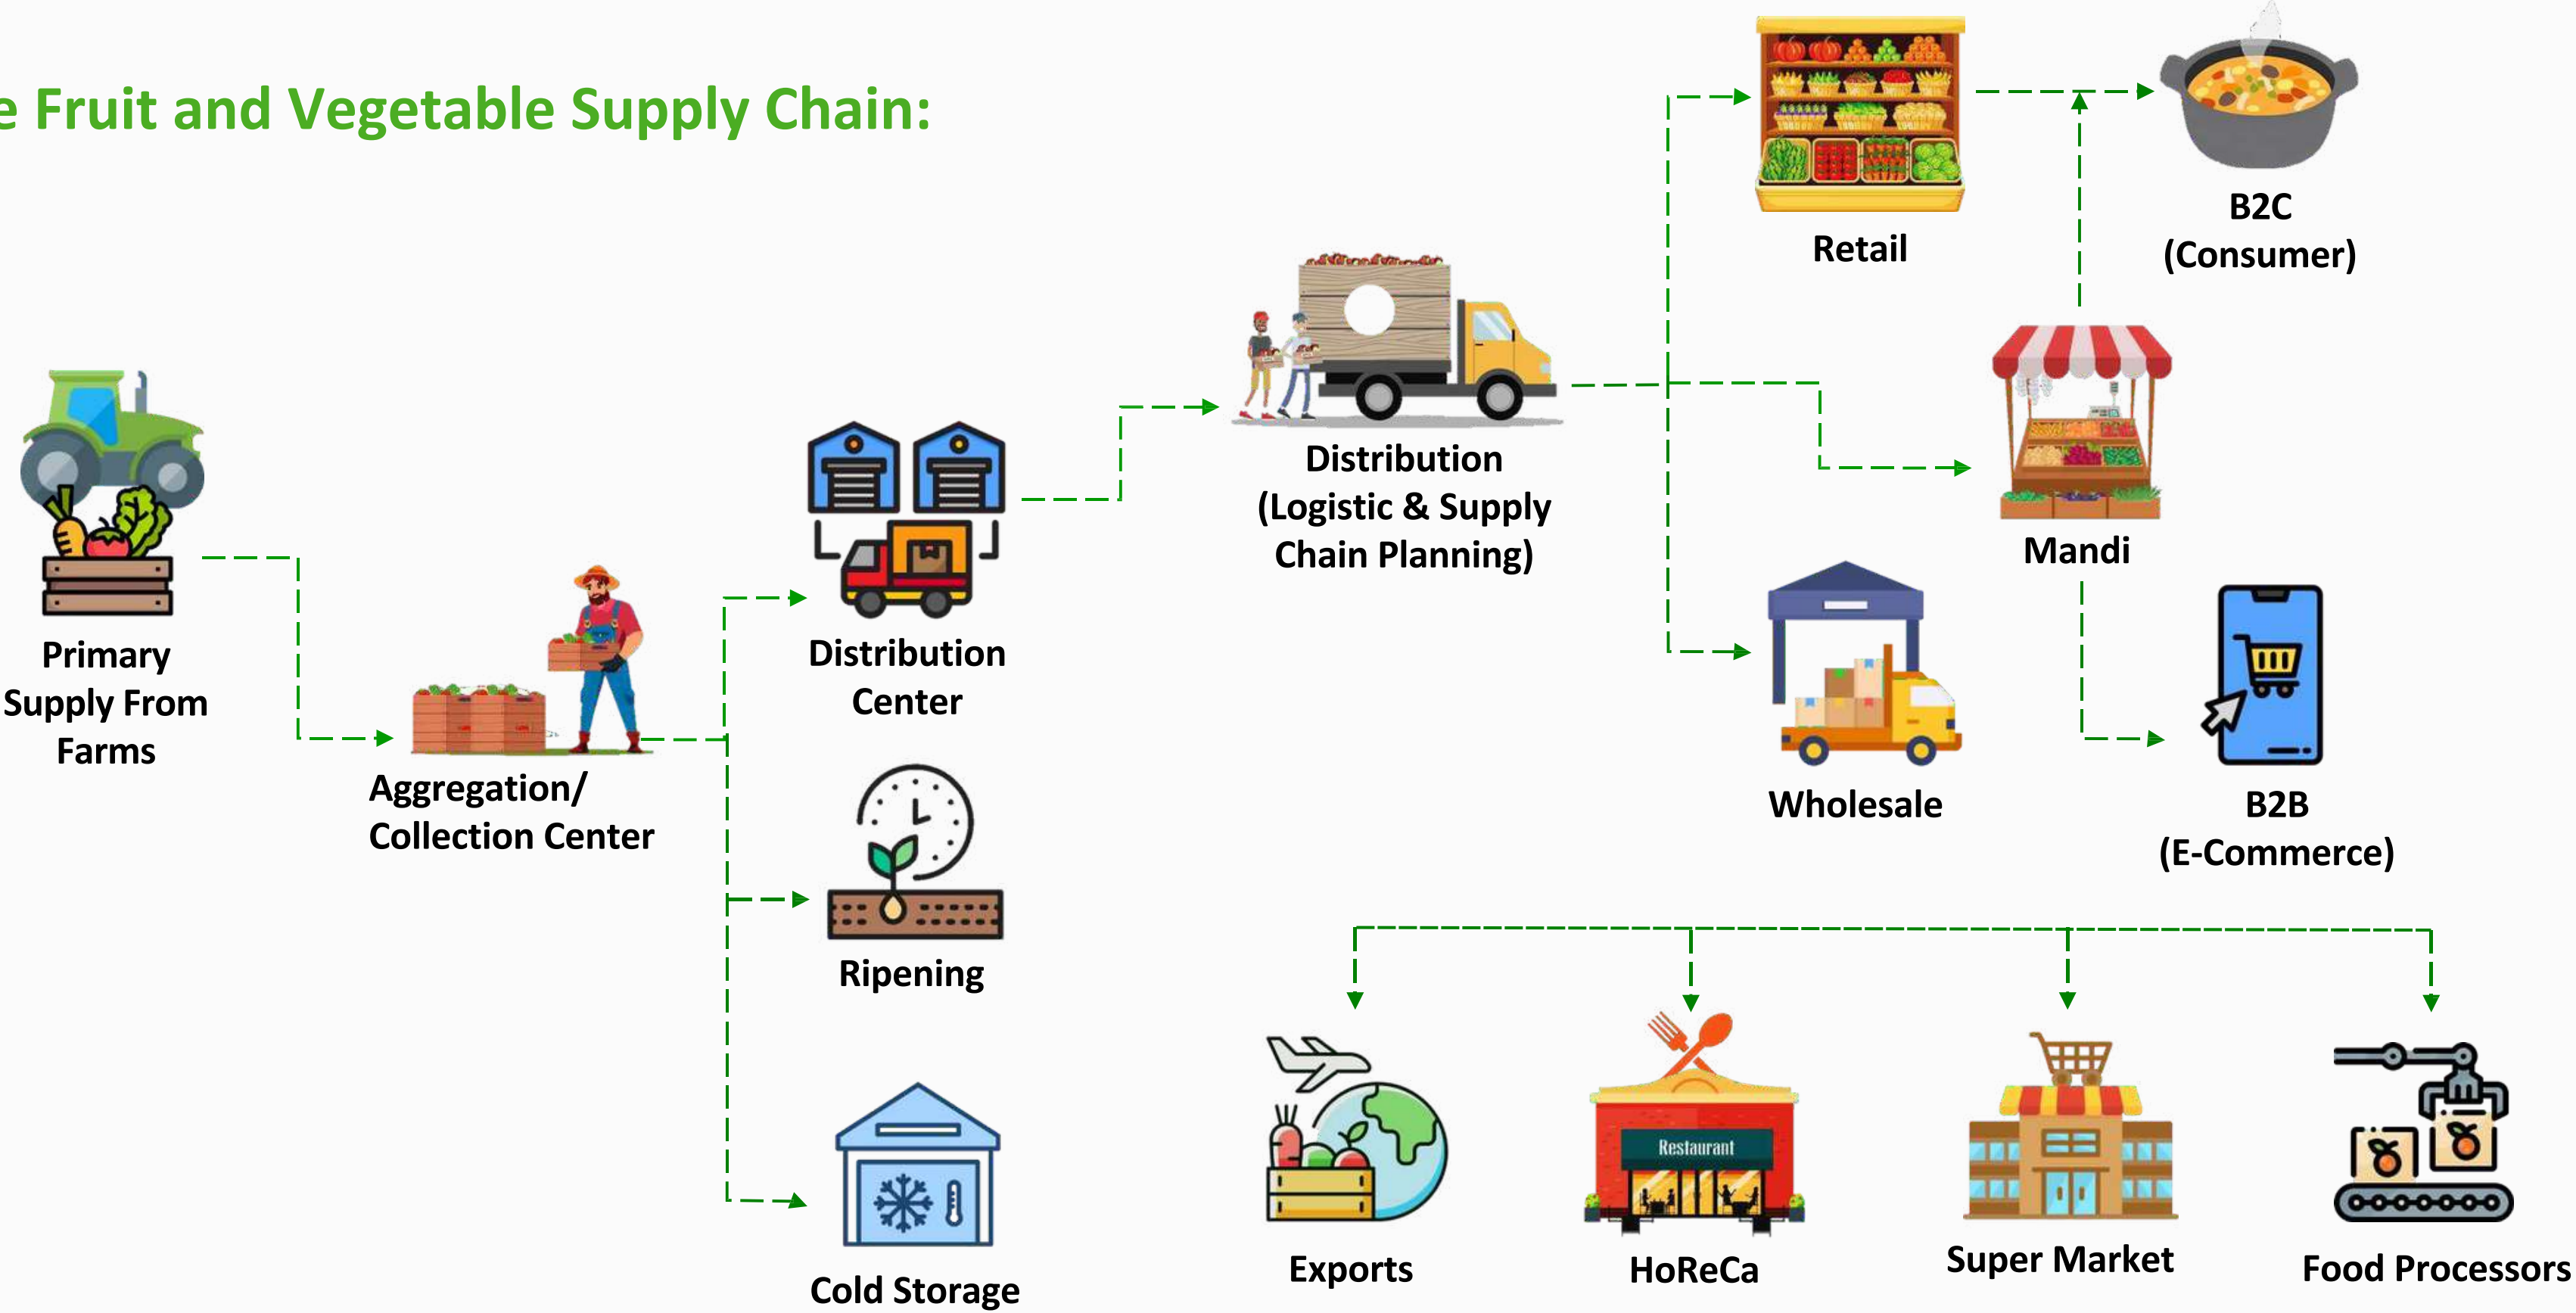 e Fruit and Vegetable Supply Chain:
Retail
B2C
(Consumer)
Distribution
(Logistic & Supply
Chain Planning)
Mandi
Primary
Supply From
Farms
Aggregation/
Collection Center
Distribution
Center
Wholesale
B2B
(E-Commerce)
Ripening
Cold Storage
Exports
Restaurant
HoReCa
Super Market
Food Processors